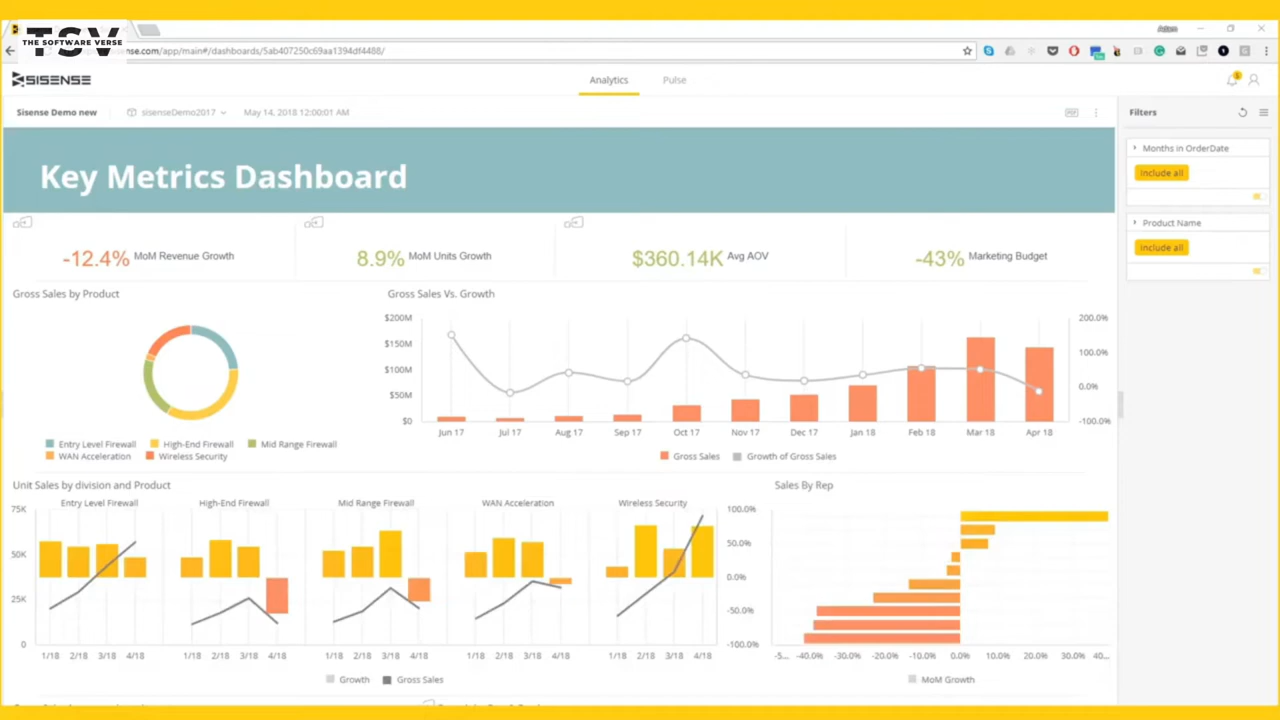 TSV
THE SOFTWARE VERSE
Adam
ense.com/app/main#/dashboards/5ab407250c69aa1394df4488/
SISENSE
Analytics
Pulse
Sisense Demo new
sisenseDemo2017
May 14, 2018 12:00:01 AM
PDF
Filters
Key Metrics Dashboard
Months in OrderDate
Include all
Product Name
Include all
-12.4% MoM Revenue Growth
8.9% MoM Units Growth
$360.14K Avg AOV
-43% Marketing Budget
Gross Sales by Product
Entry Level Firewall
High-End Firewall
Mid Range Firewall
WAN Acceleration
Wireless Security
Gross Sales Vs. Growth
$200M
$150M
$100M
$50M
$0
200.0%
100.0%
0.0%
-100.0%
Jun 17 Jul 17 Aug 17 Sep 17 Oct 17 Nov 17 Dec 17 Jan 18 Feb 18 Mar 18 Apr 18
Gross Sales
Growth of Gross Sales
Unit Sales by division and Product
Entry Level Firewall
High-End Firewall
Mid Range Firewall
WAN Acceleration
Wireless Security
75K
50K
25K
0
100.0%
50.0%
0.0%
-50.0%
-100.0%
1/18 2/18 3/18 4/18
1/18 2/18 3/18 4/18
1/18 2/18 3/18 4/18
1/18 2/18 3/18 4/18
1/18 2/18 3/18 4/18
Growth
Gross Sales
Sales By Rep
-5... -40.0% -30.0% -20.0% -10.0% 0.0% 10.0% 20.0% 30.0% 40...
MoM Growth